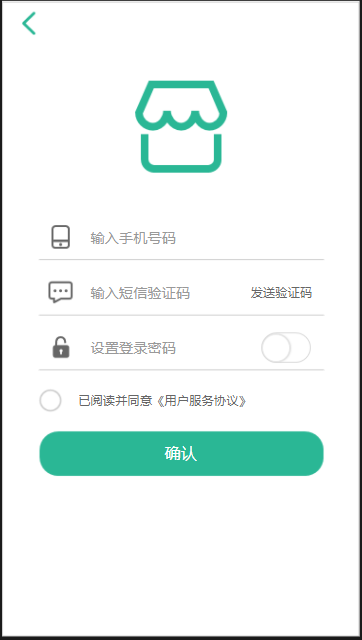 输入手机号码
输入短信验证码 发送验证码
设置登录密码
已阅读并同意《用户服务协议》
确认